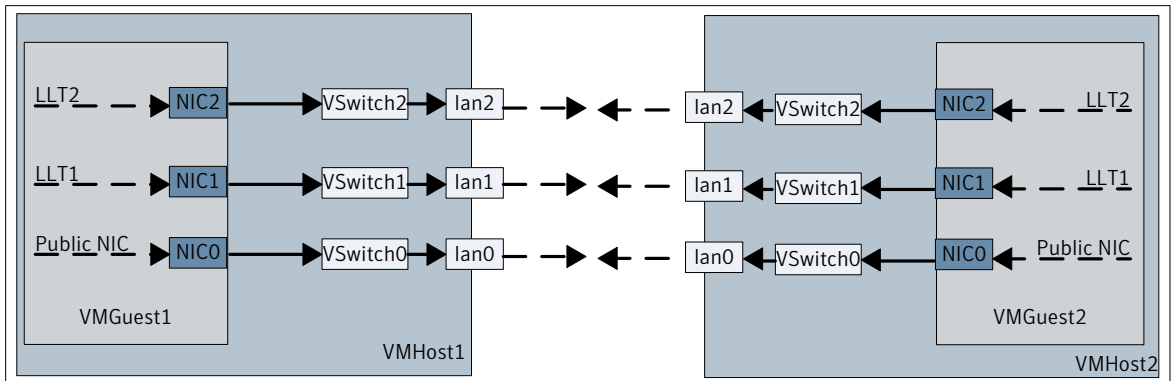 LLT2 NIC2 VSwitch2 lan2 lan2 VSwitch2 NIC2 LLT2
LLT1 NIC1 VSwitch1 lan1 lan1 VSwitch1 NIC1 LLT1
Public NIC NIC0 VSwitch0 lan0 lan0 VSwitch0 NIC0 Public NIC
VMGuest1 VMGuest2
VMHost1 VMHost2